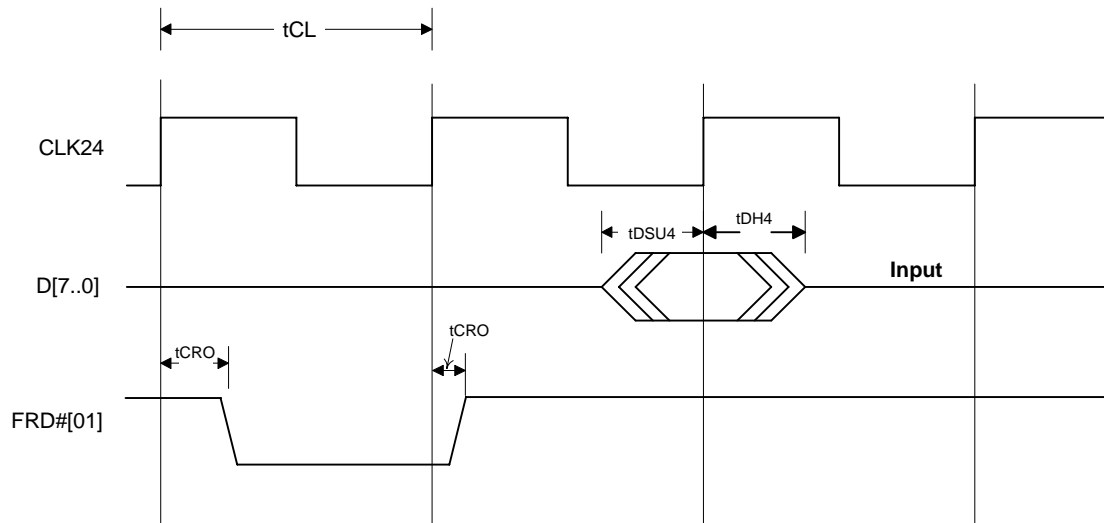 tCL
CLK24
tDSU4
tDH4
D[7..0]
Input
tCRO
tCRO
FRD#[01]